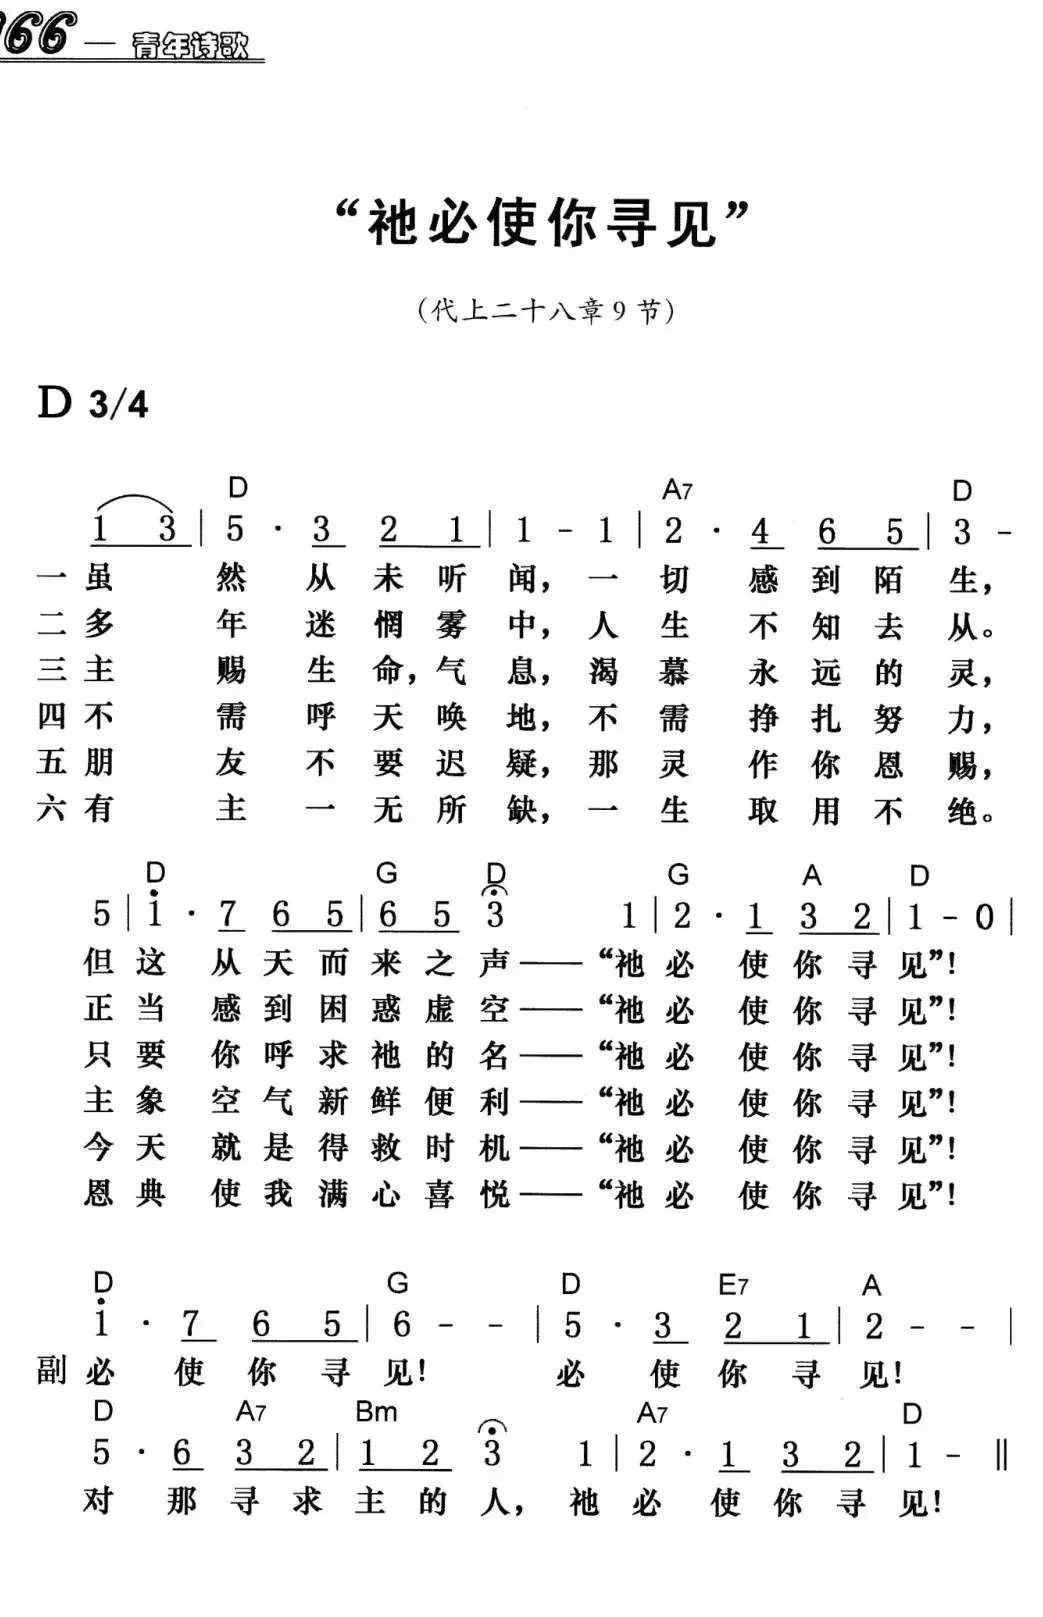 066 — 青年诗歌
“祂必使你寻见”
(代上二十八章9节)
D 3/4
D A7 D
1 3 | 5 · 3 2 1 | 1 - 1 | 2 · 4 6 5 | 3 -
一 虽 然 从 未 听 闻, 一 切 感 到 陌 生,
二 多 年 迷 惘 雾 中, 人 生 不 知 去 从。
三 主 赐 生 命, 气 息, 渴 慕 永 远 的 灵,
四 不 需 呼 天 唤 地, 不 需 挣 扎 努 力,
五 朋 友 不 要 迟 疑, 那 灵 作 你 恩 赐,
六 有 主 一 无 所 缺, 一 生 取 用 不 绝。
D G D G A D
5 | 1 · 7 6 5 | 6 5 3 1 | 2 · 1 3 2 | 1 - 0 |
但 这 从 天 而 来 之 声 —— “祂 必 使 你 寻 见”!
正 当 感 到 困 惑 虚 空 —— “祂 必 使 你 寻 见”!
只 要 你 呼 求 祂 的 名 —— “祂 必 使 你 寻 见”!
主 象 空 气 新 鲜 便 利 —— “祂 必 使 你 寻 见”!
今 天 就 是 得 救 时 机 —— “祂 必 使 你 寻 见”!
恩 典 使 我 满 心 喜 悦 —— “祂 必 使 你 寻 见”!
D G D E7 A
1 · 7 6 5 | 6 - - | 5 · 3 2 1 | 2 - - |
副 必 使 你 寻 见! 必 使 你 寻 见!
D A7 Bm A7 D
5 · 6 3 2 | 1 2 3 1 | 2 · 1 3 2 | 1 - ‖
对 那 寻 求 主 的 人, 祂 必 使 你 寻 见!